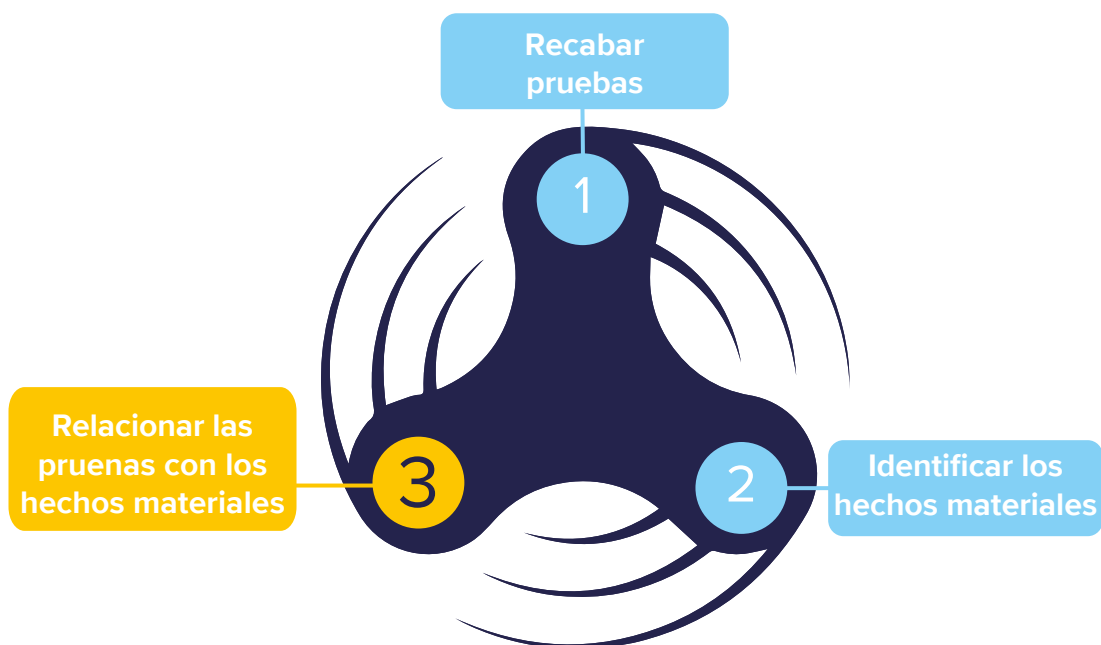 Recabar
pruebas
1
Relacionar las
pruenas con los
hechos materiales
3
2
Identificar los
hechos materiales